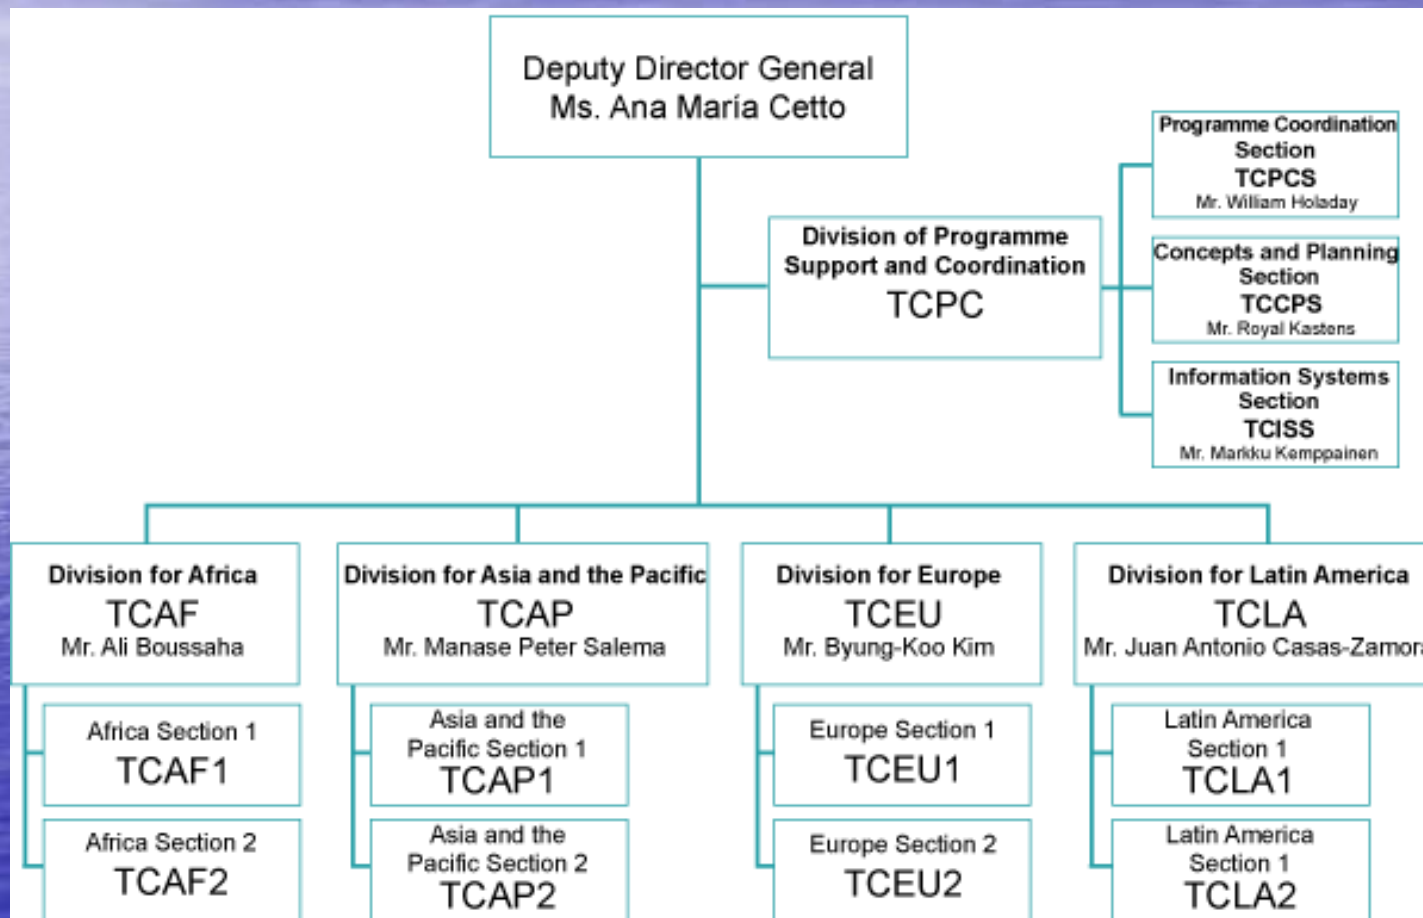 Deputy Director General
Ms. Ana María Cetto
Programme Coordination
Section
TCPCS
Mr. William Holaday
Division of Programme
Support and Coordination
TCPC
Concepts and Planning
Section
TCCPS
Mr. Royal Kastens
Information Systems
Section
TCISS
Mr. Markku Kemppainen
Division for Africa
TCAF
Mr. Ali Boussaha
Division for Asia and the Pacific
TCAP
Mr. Manase Peter Salema
Division for Europe
TCEU
Mr. Byung-Koo Kim
Division for Latin America
TCLA
Mr. Juan Antonio Casas-Zamora
Africa Section 1
TCAF1
Asia and the
Pacific Section 1
TCAP1
Europe Section 1
TCEU1
Latin America
Section 1
TCLA1
Africa Section 2
TCAF2
Asia and the
Pacific Section 2
TCAP2
Europe Section 2
TCEU2
Latin America
Section 1
TCLA2